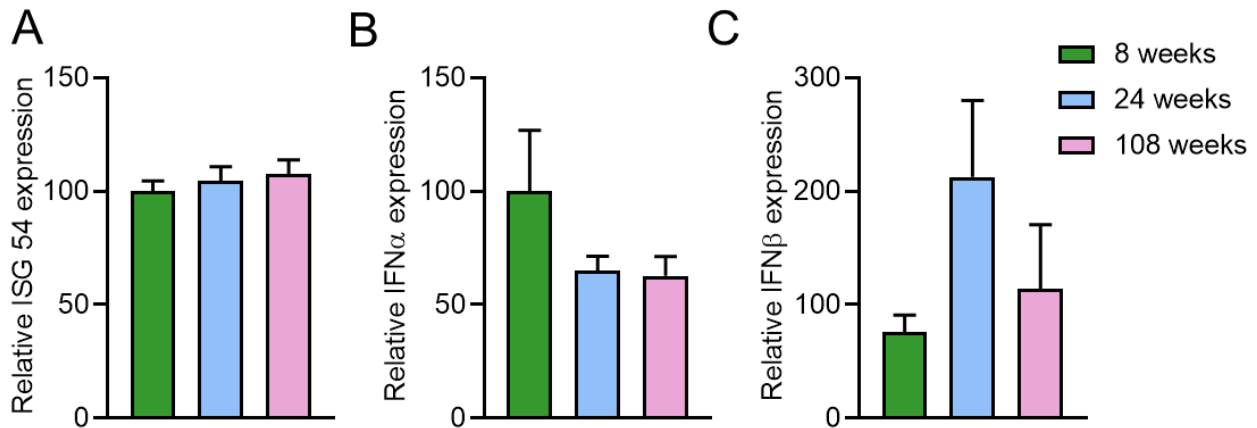 A
Relative ISG 54 expression
150
100
50
0
B
Relative IFNα expression
150
100
50
0
C
Relative IFNβ expression
300
200
100
0
8 weeks
24 weeks
108 weeks